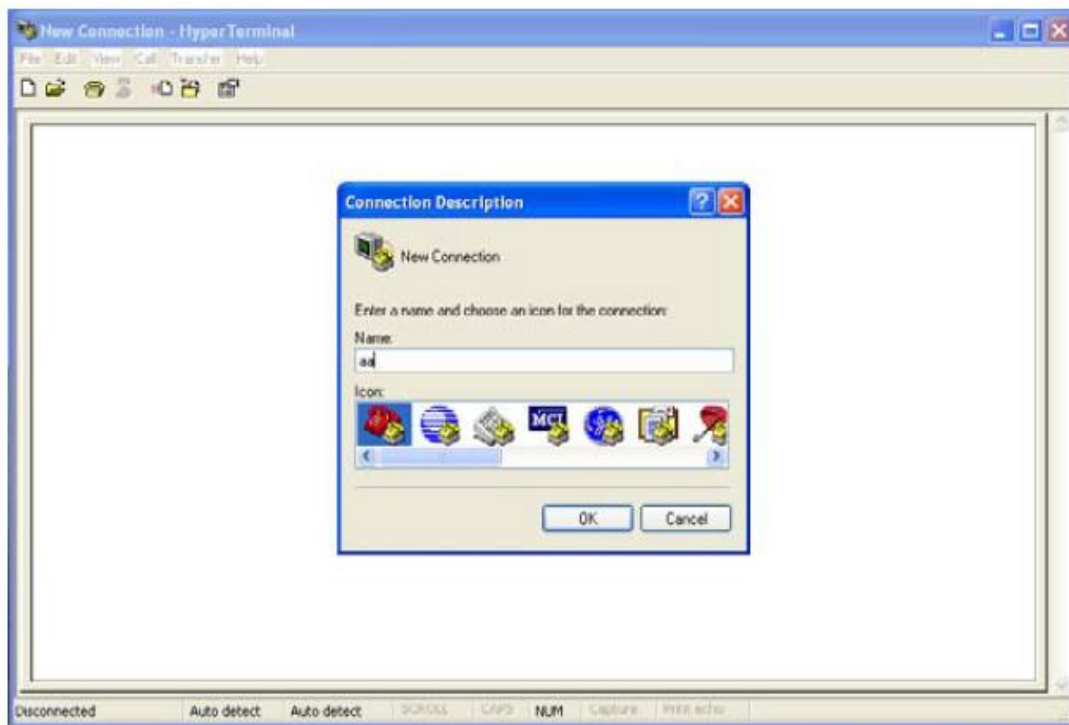 New Connection - HyperTerminal
File Edit View Call Transfer Help
Connection Description
New Connection
Enter a name and choose an icon for the connection:
Name:
aa
Icon:
MCI
OK Cancel
Disconnected Auto detect Auto detect SCROLL CAPS NUM Capture Print echo